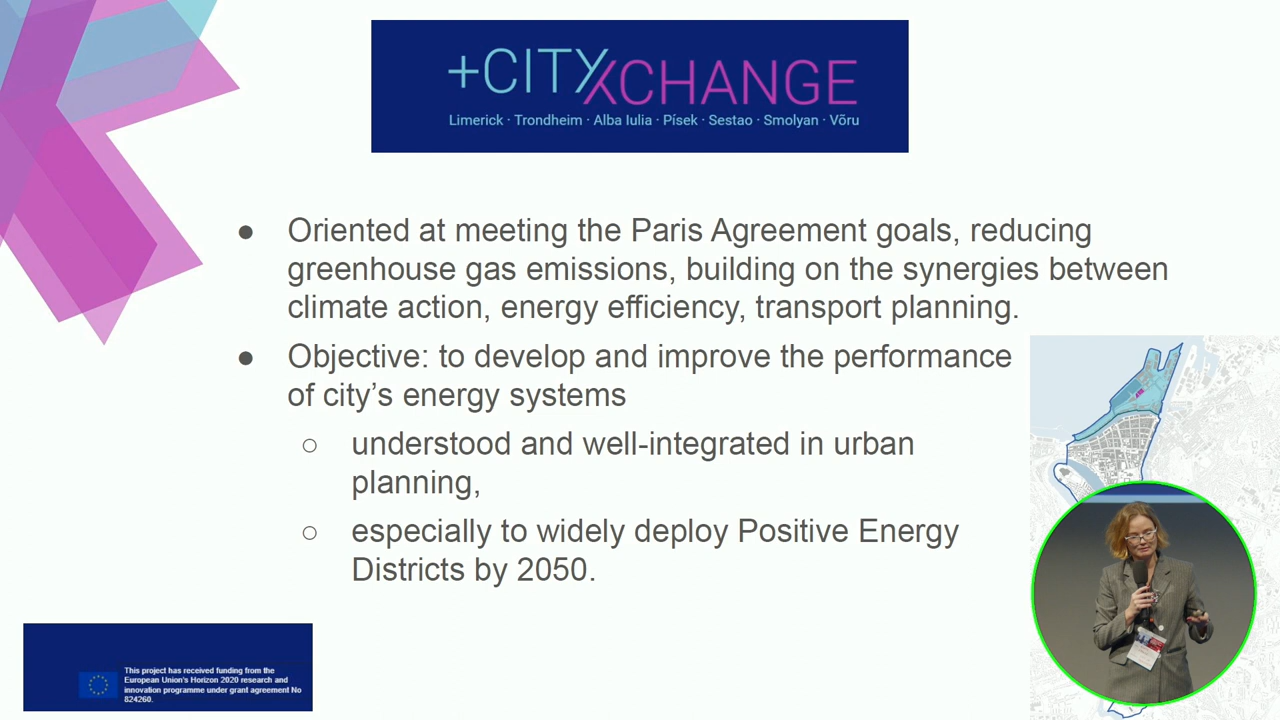 +CITYXCHANGE
Limerick · Trondheim · Alba Iulia · Písek · Sestao · Smolyan · Võru
● Oriented at meeting the Paris Agreement goals, reducing
greenhouse gas emissions, building on the synergies between
climate action, energy efficiency, transport planning.
● Objective: to develop and improve the performance
of city’s energy systems
○ understood and well-integrated in urban
planning,
○ especially to widely deploy Positive Energy
Districts by 2050.
This project has received funding from the
European Union's Horizon 2020 research and
innovation programme under grant agreement No
824260.